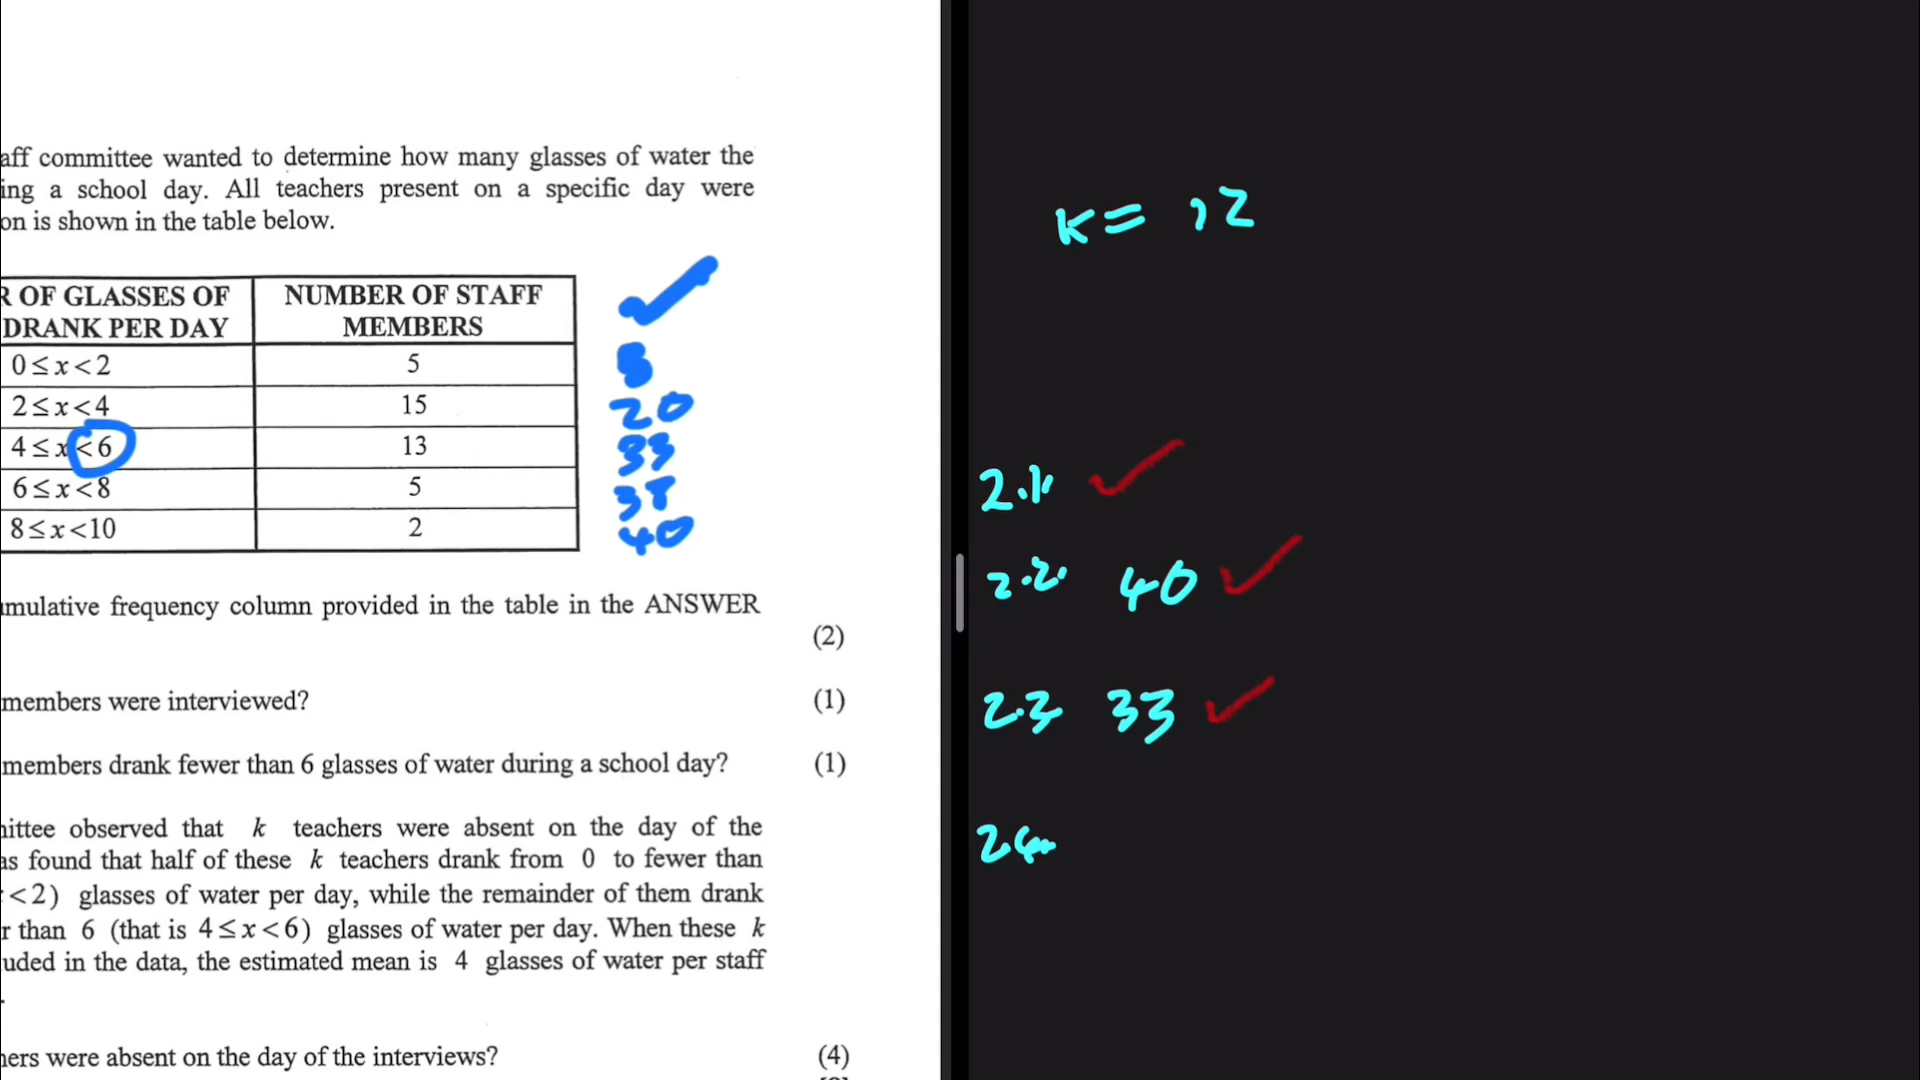 aff committee wanted to determine how many glasses of water the
ing a school day. All teachers present on a specific day were
on is shown in the table below.
R OF GLASSES OF DRANK PER DAY NUMBER OF STAFF MEMBERS
0 ≤ x < 2 5 5
2 ≤ x < 4 15 20
4 ≤ x < 6 13 33
6 ≤ x < 8 5 38
8 ≤ x < 10 2 40
umulative frequency column provided in the table in the ANSWER
(2)
members were interviewed? (1)
members drank fewer than 6 glasses of water during a school day? (1)
nittee observed that k teachers were absent on the day of the
as found that half of these k teachers drank from 0 to fewer than
< 2) glasses of water per day, while the remainder of them drank
r than 6 (that is 4 ≤ x < 6) glasses of water per day. When these k
uded in the data, the estimated mean is 4 glasses of water per staff
.
ners were absent on the day of the interviews? (4)
k = 12
2.1
2.2 40
2.3 33
2.4